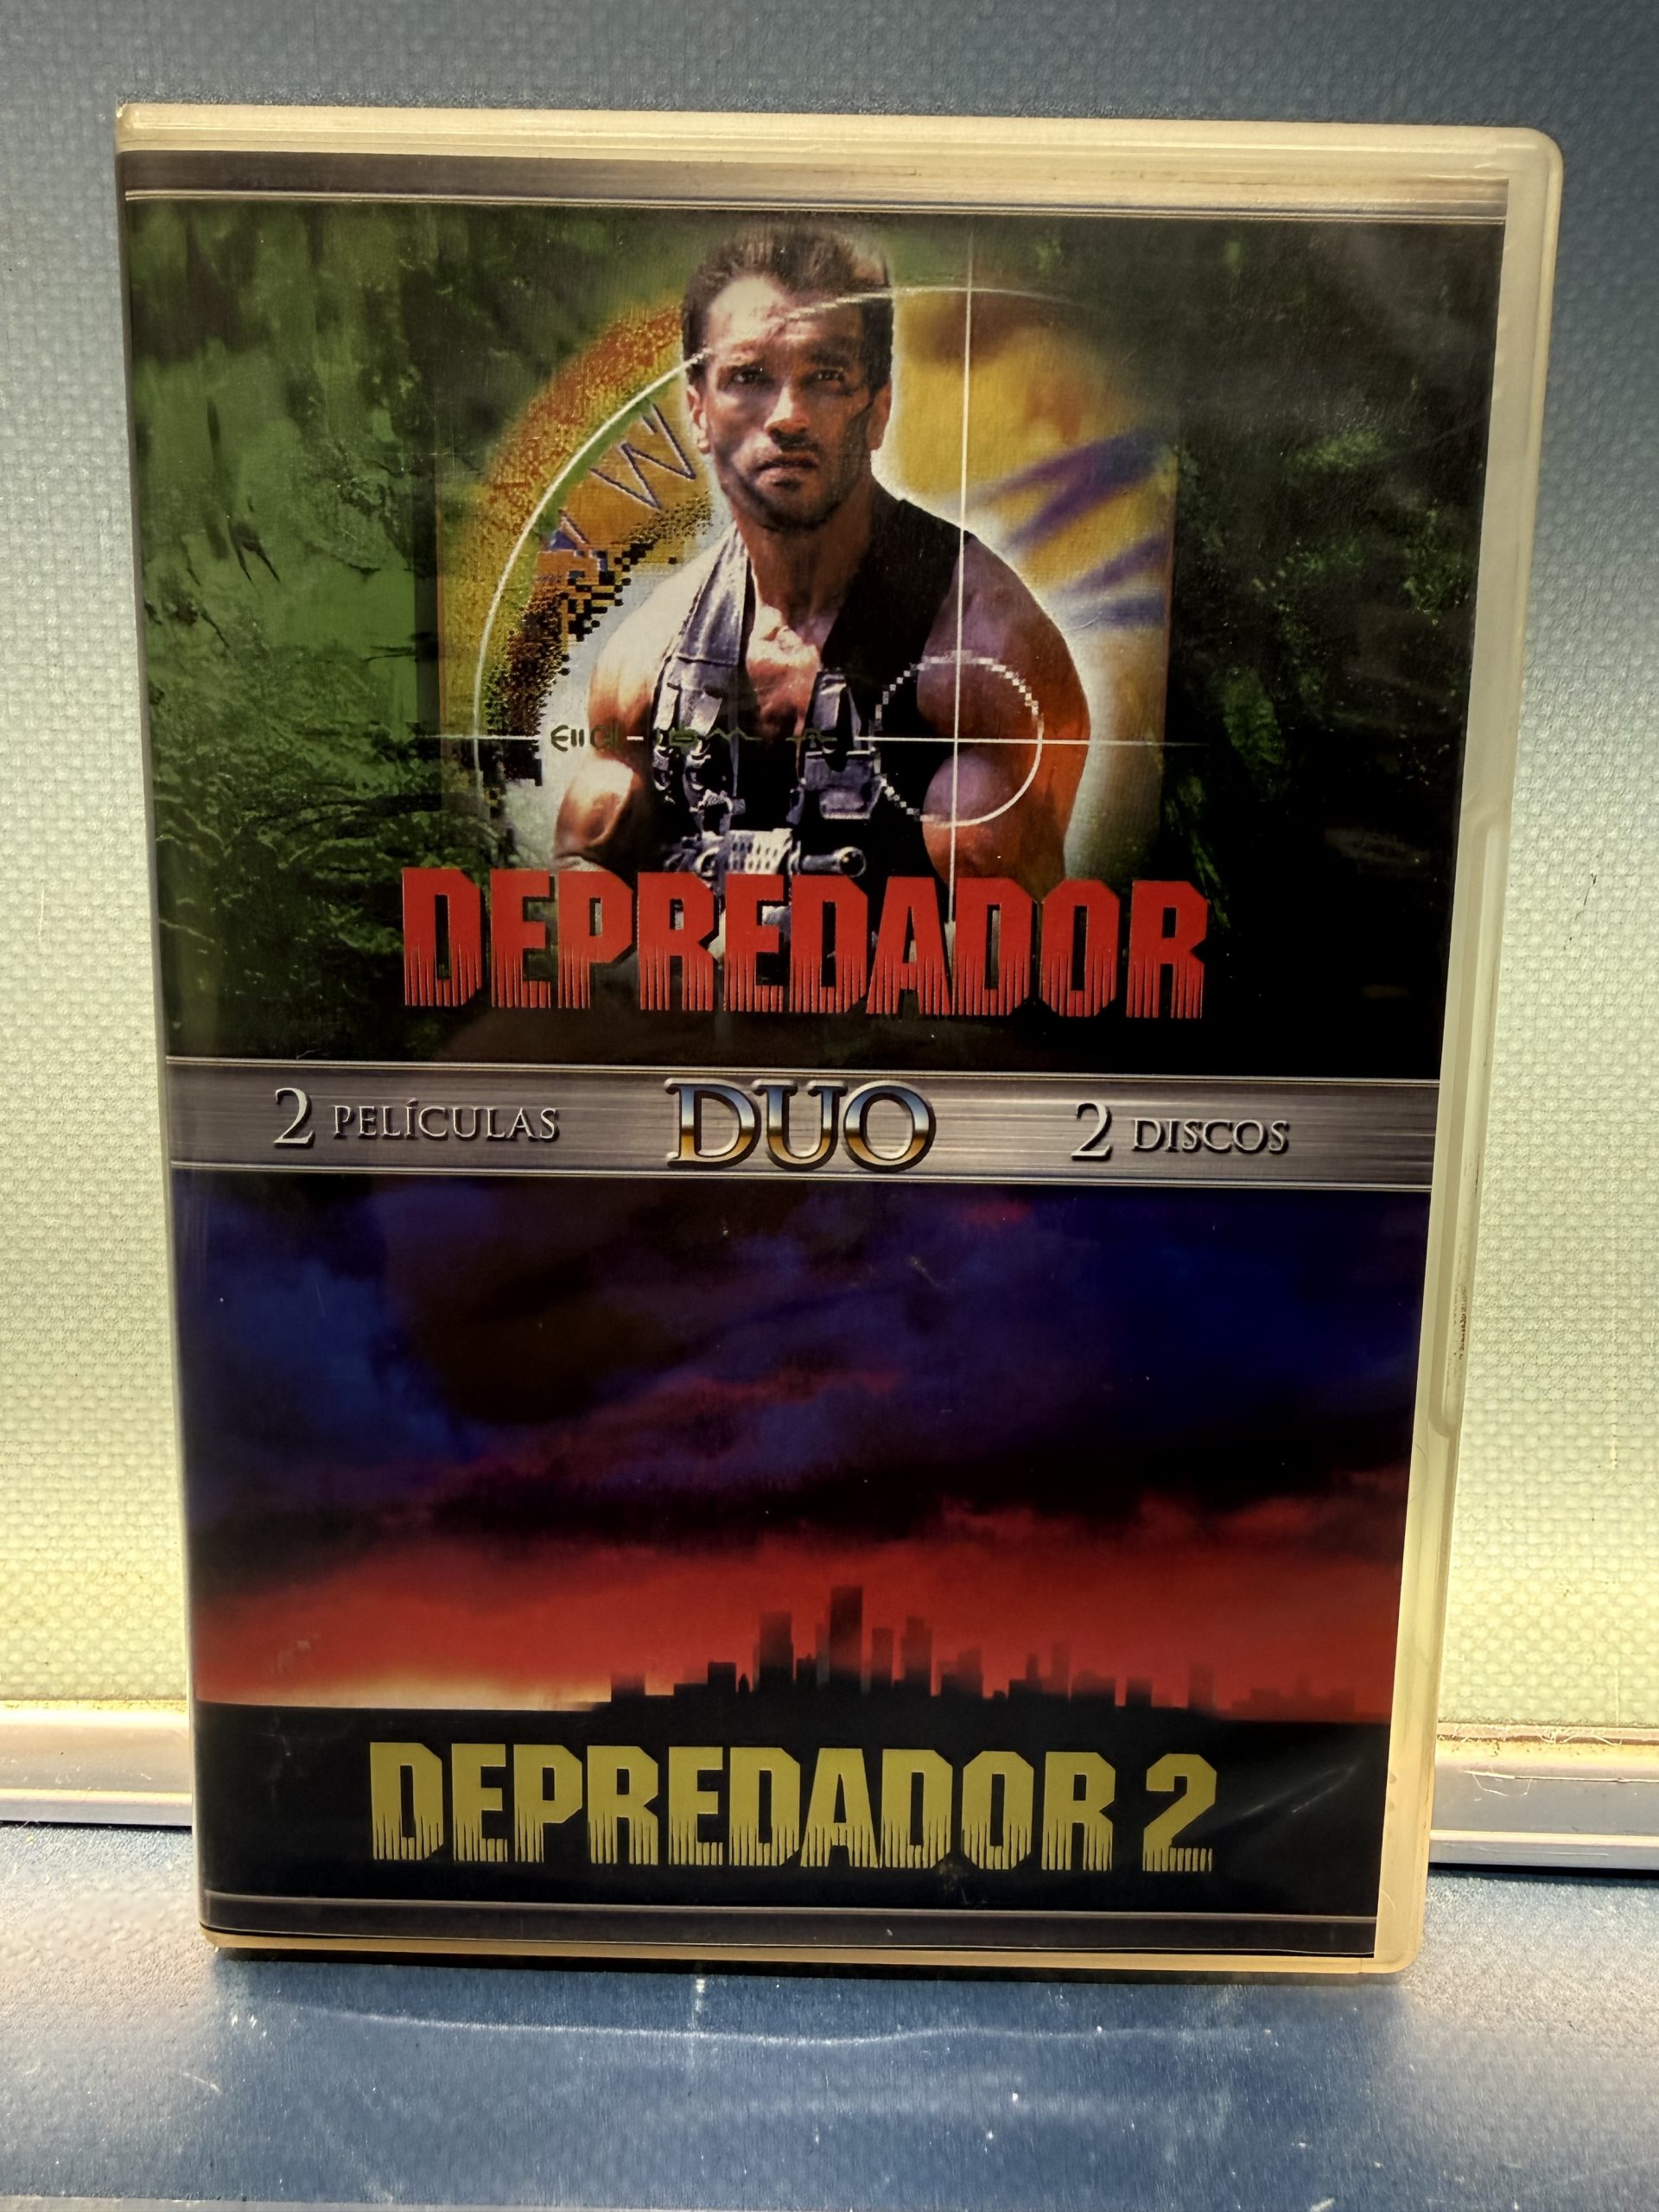 DEPREDADOR
2 PELÍCULAS DUO 2 DISCOS
DEPREDADOR 2